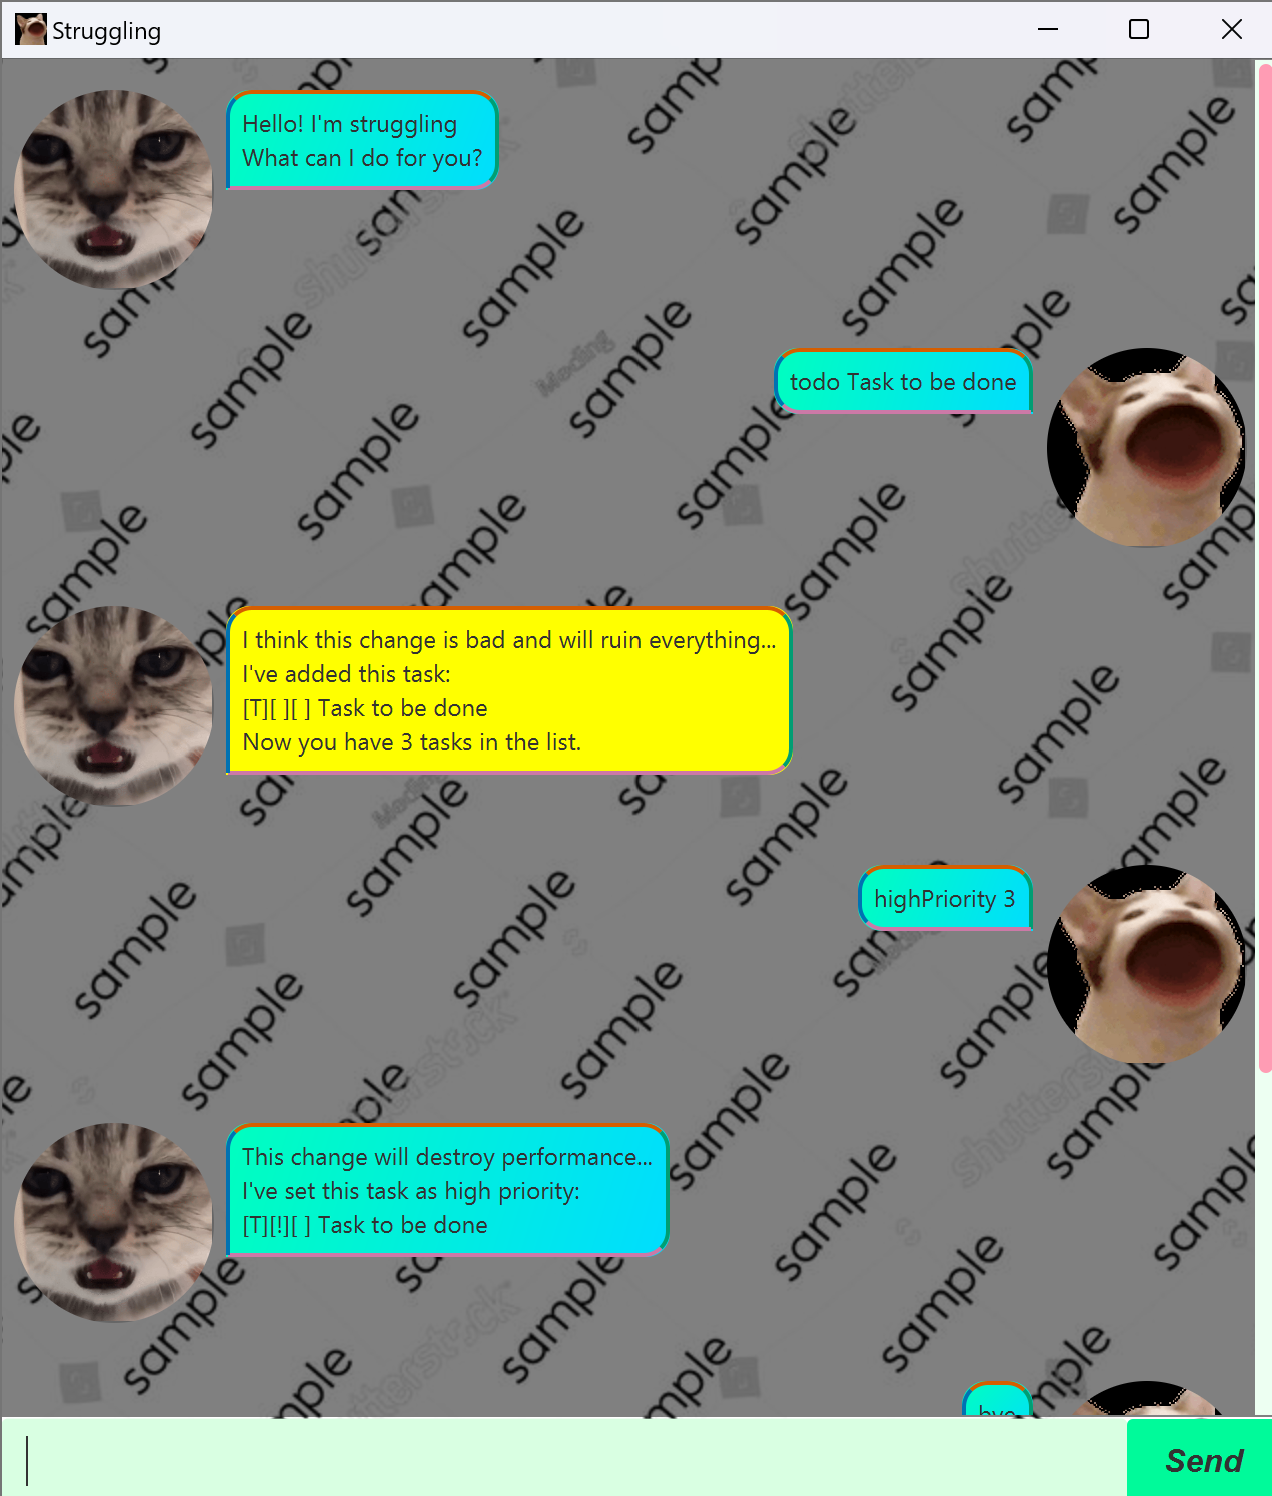 Struggling
Hello! I'm struggling
What can I do for you?
todo Task to be done
I think this change is bad and will ruin everything...
I've added this task:
[T][ ][ ] Task to be done
Now you have 3 tasks in the list.
highPriority 3
This change will destroy performance...
I've set this task as high priority:
[T][!][ ] Task to be done
bye
Send
sample
shutterstock